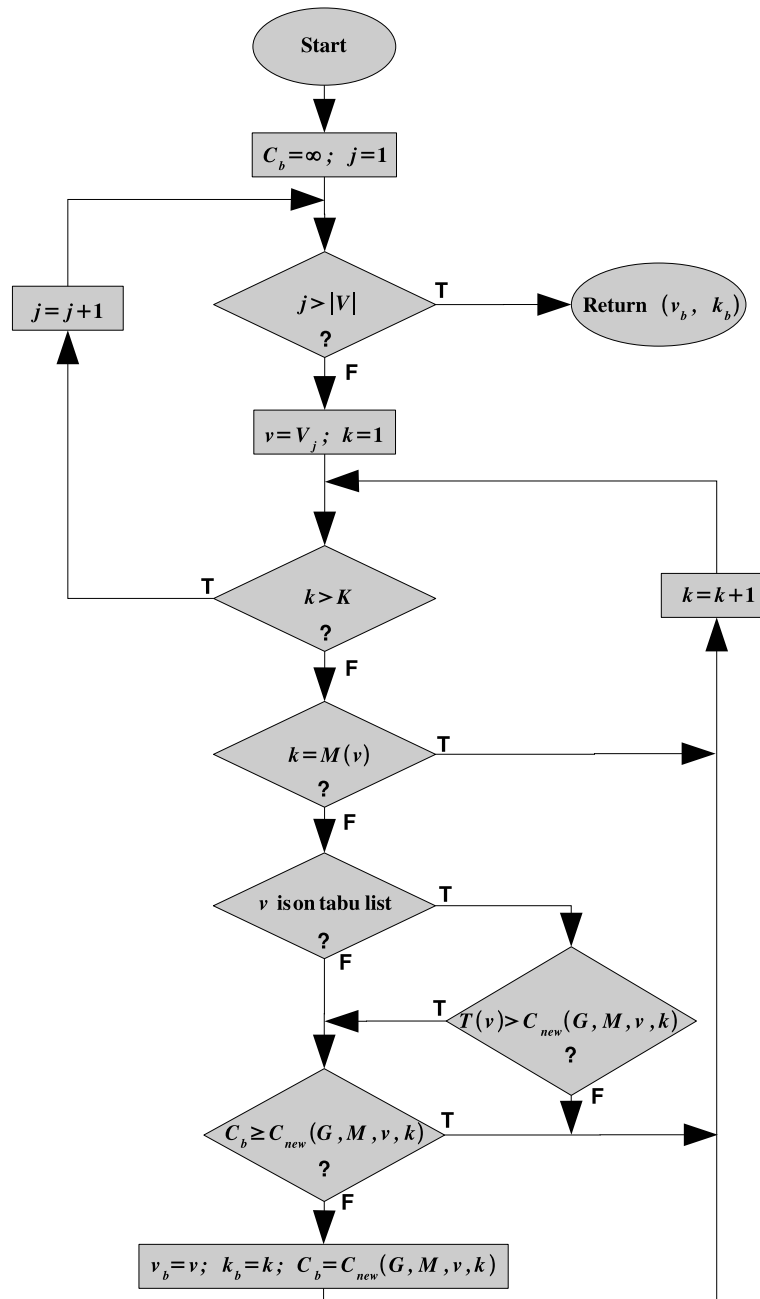 Start
C_b=∞; j=1
j=j+1
j>|V|
?
T
Return (v_b, k_b)
F
v=V_j; k=1
T
k>K
?
k=k+1
F
k=M(v)
?
T
F
v is on tabu list
?
T
F
T
T(v)>C_new(G,M,v,k)
?
F
C_b≥C_new(G,M,v,k)
?
T
F
v_b=v; k_b=k; C_b=C_new(G,M,v,k)